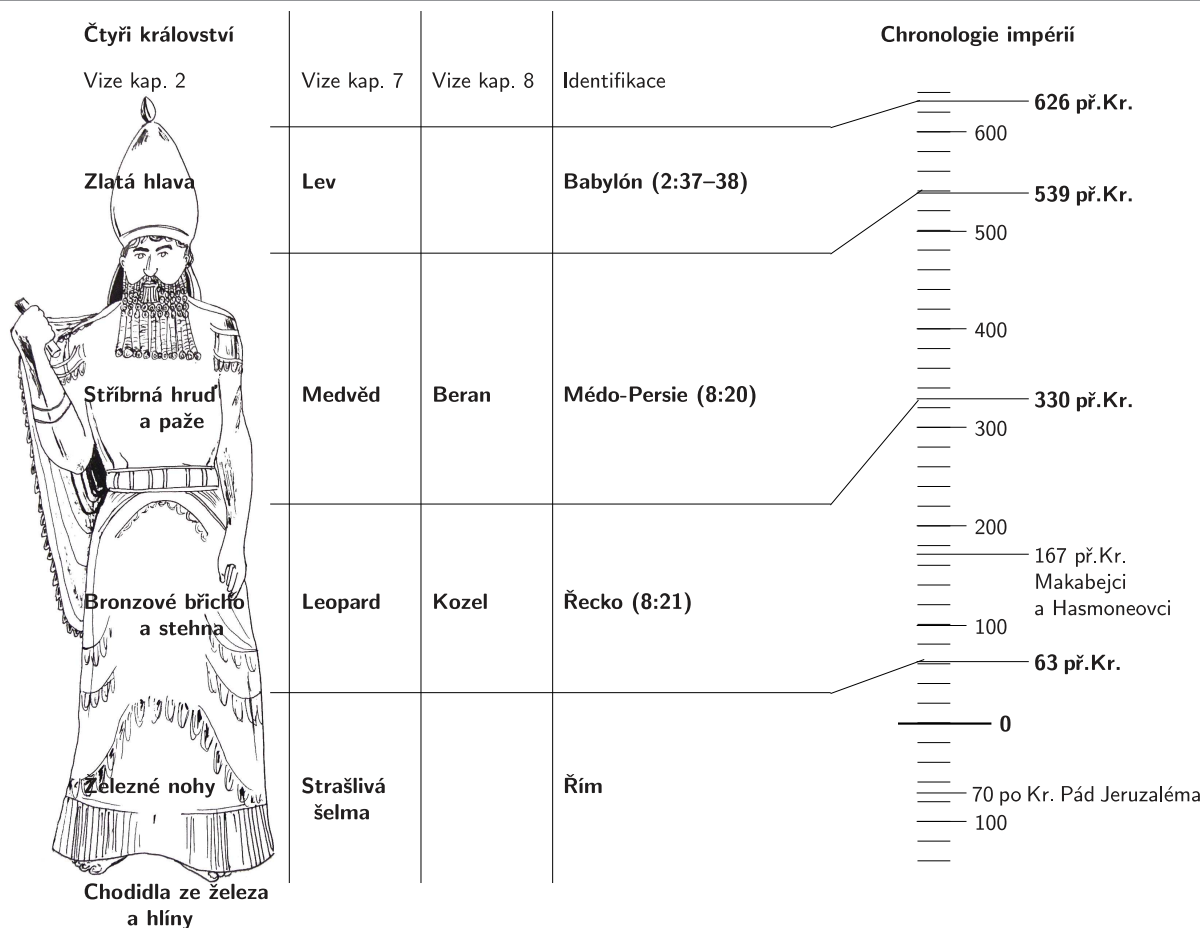 Čtyři království
Chronologie impérií
Vize kap. 2
Vize kap. 7
Vize kap. 8
Identifikace
Zlatá hlava
Lev
Babylón (2:37–38)
Stříbrná hruď
a paže
Medvěd
Beran
Médo-Persie (8:20)
Bronzové břicho
a stehna
Leopard
Kozel
Řecko (8:21)
Železné nohy
Strašlivá
šelma
Řím
Chodidla ze železa
a hlíny
626 př.Kr.
600
539 př.Kr.
500
400
330 př.Kr.
300
200
167 př.Kr.
Makabejci
a Hasmoneovci
100
63 př.Kr.
0
70 po Kr. Pád Jeruzaléma
100